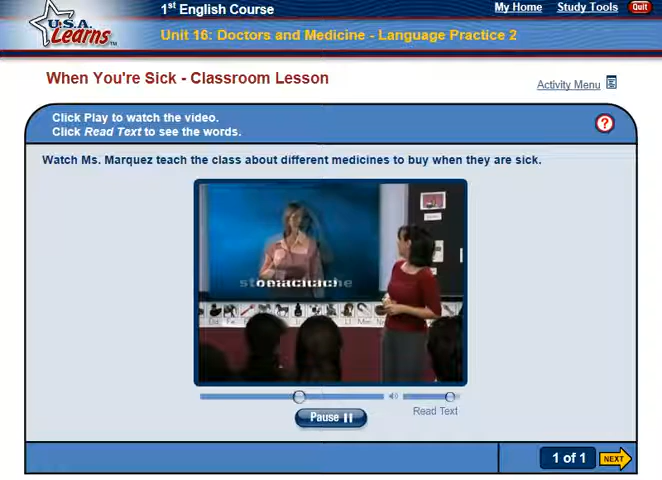 U.S.A.
Learns™
1st English Course
My Home
Study Tools
Quit
Unit 16: Doctors and Medicine - Language Practice 2
When You're Sick - Classroom Lesson
Activity Menu
Click Play to watch the video.
Click Read Text to see the words.
?
Watch Ms. Marquez teach the class about different medicines to buy when they are sick.
Pause
Read Text
1 of 1
NEXT